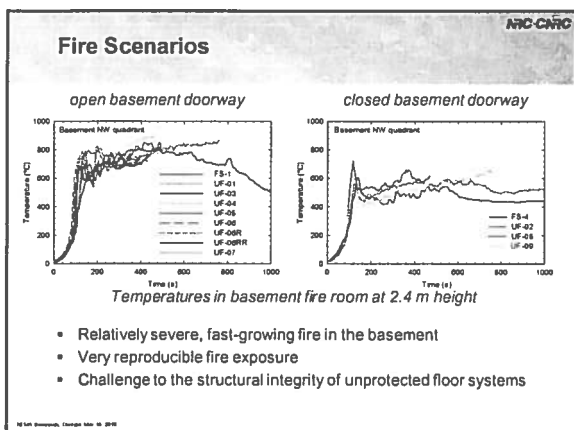 NRC-CNRC
Fire Scenarios
open basement doorway
closed basement doorway
1000
800
600
400
200
0
Temperature (°C)
Basement NW quadrant
FS-1
UF-01
UF-03
UF-04
UF-05
UF-06
UF-06R
UF-06RR
UF-07
0 200 400 600 800 1000
Time (s)
1000
800
600
400
200
0
Temperature (°C)
Basement NW quadrant
FS-4
UF-02
UF-09
0 200 400 600 800 1000
Time (s)
Temperatures in basement fire room at 2.4 m height
▪ Relatively severe, fast-growing fire in the basement
▪ Very reproducible fire exposure
▪ Challenge to the structural integrity of unprotected floor systems